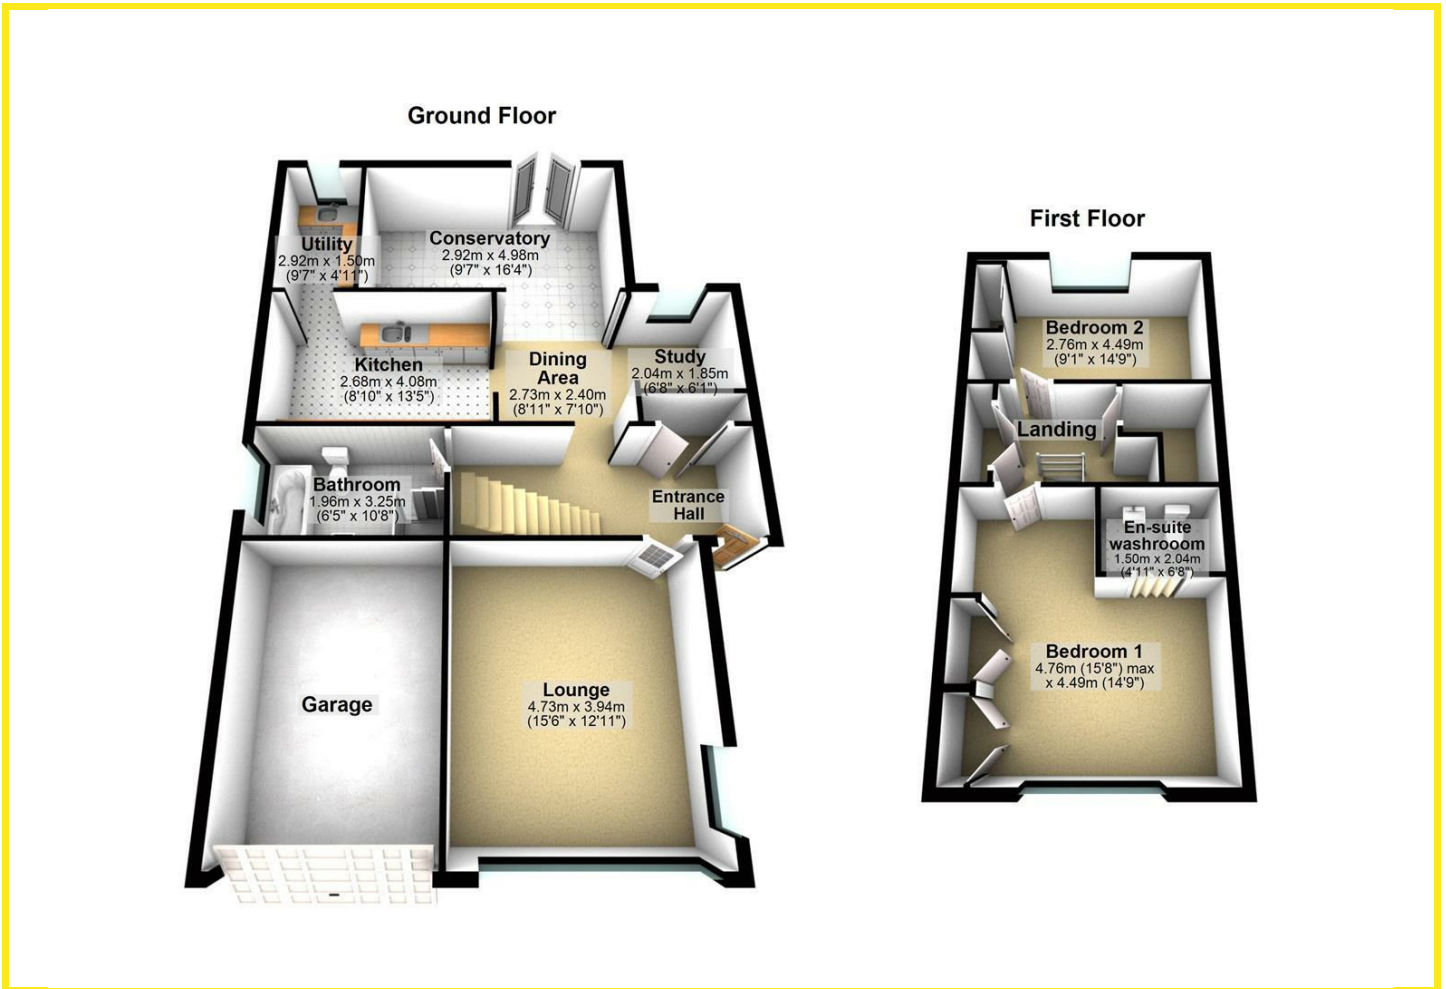 Ground Floor
Utility
2.92m x 1.50m
(9'7" x 4'11")
Conservatory
2.92m x 4.98m
(9'7" x 16'4")
Kitchen
2.68m x 4.08m
(8'10" x 13'5")
Dining
Area
2.73m x 2.40m
(8'11" x 7'10")
Study
2.04m x 1.85m
(6'8" x 6'1")
Bathroom
1.96m x 3.25m
(6'5" x 10'8")
Entrance
Hall
Garage
Lounge
4.73m x 3.94m
(15'6" x 12'11")
First Floor
Bedroom 2
2.76m x 4.49m
(9'1" x 14'9")
Landing
En-suite
washrooom
1.50m x 2.04m
(4'11" x 6'8")
Bedroom 1
4.76m (15'8") max
x 4.49m (14'9")